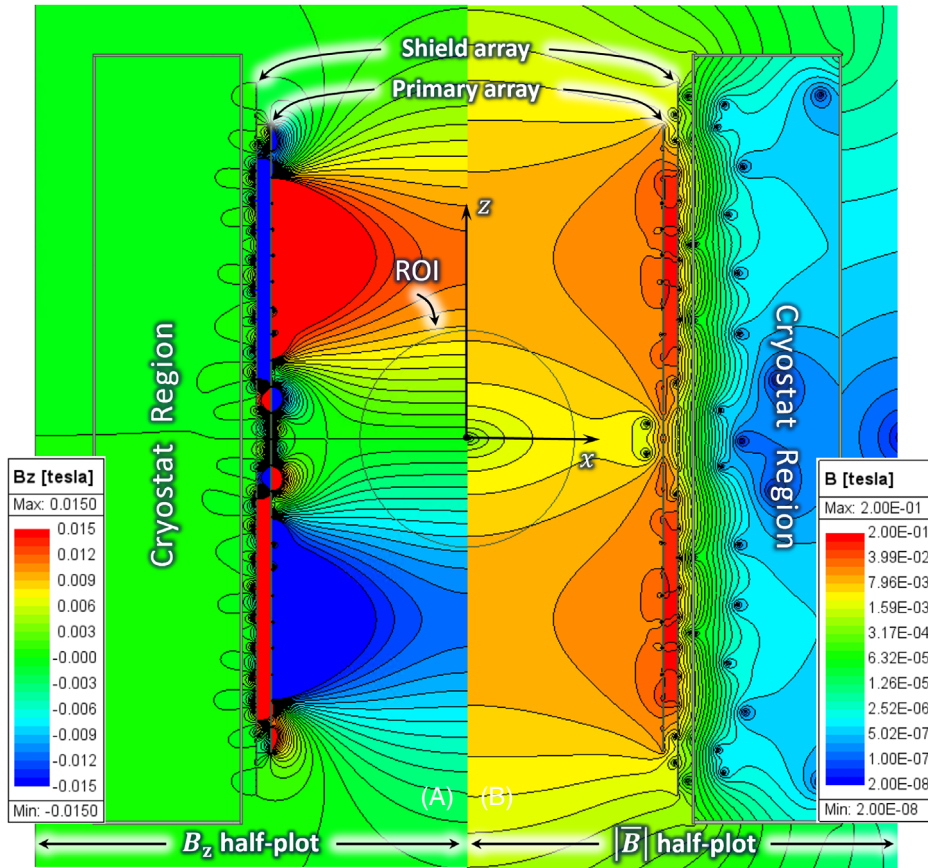 Shield array
Primary array
z
ROI
x
Cryostat Region
Cryostat Region
Bz [tesla]
Max: 0.0150
0.015
0.012
0.009
0.006
0.003
-0.000
-0.003
-0.006
-0.009
-0.012
-0.015
Min: -0.0150
B [tesla]
Max: 2.00E-01
2.00E-01
3.99E-02
7.96E-03
1.59E-03
3.17E-04
6.32E-05
1.26E-05
2.52E-06
5.02E-07
1.00E-07
2.00E-08
Min: 2.00E-08
(A) (B)
B_z half-plot
|B̅| half-plot